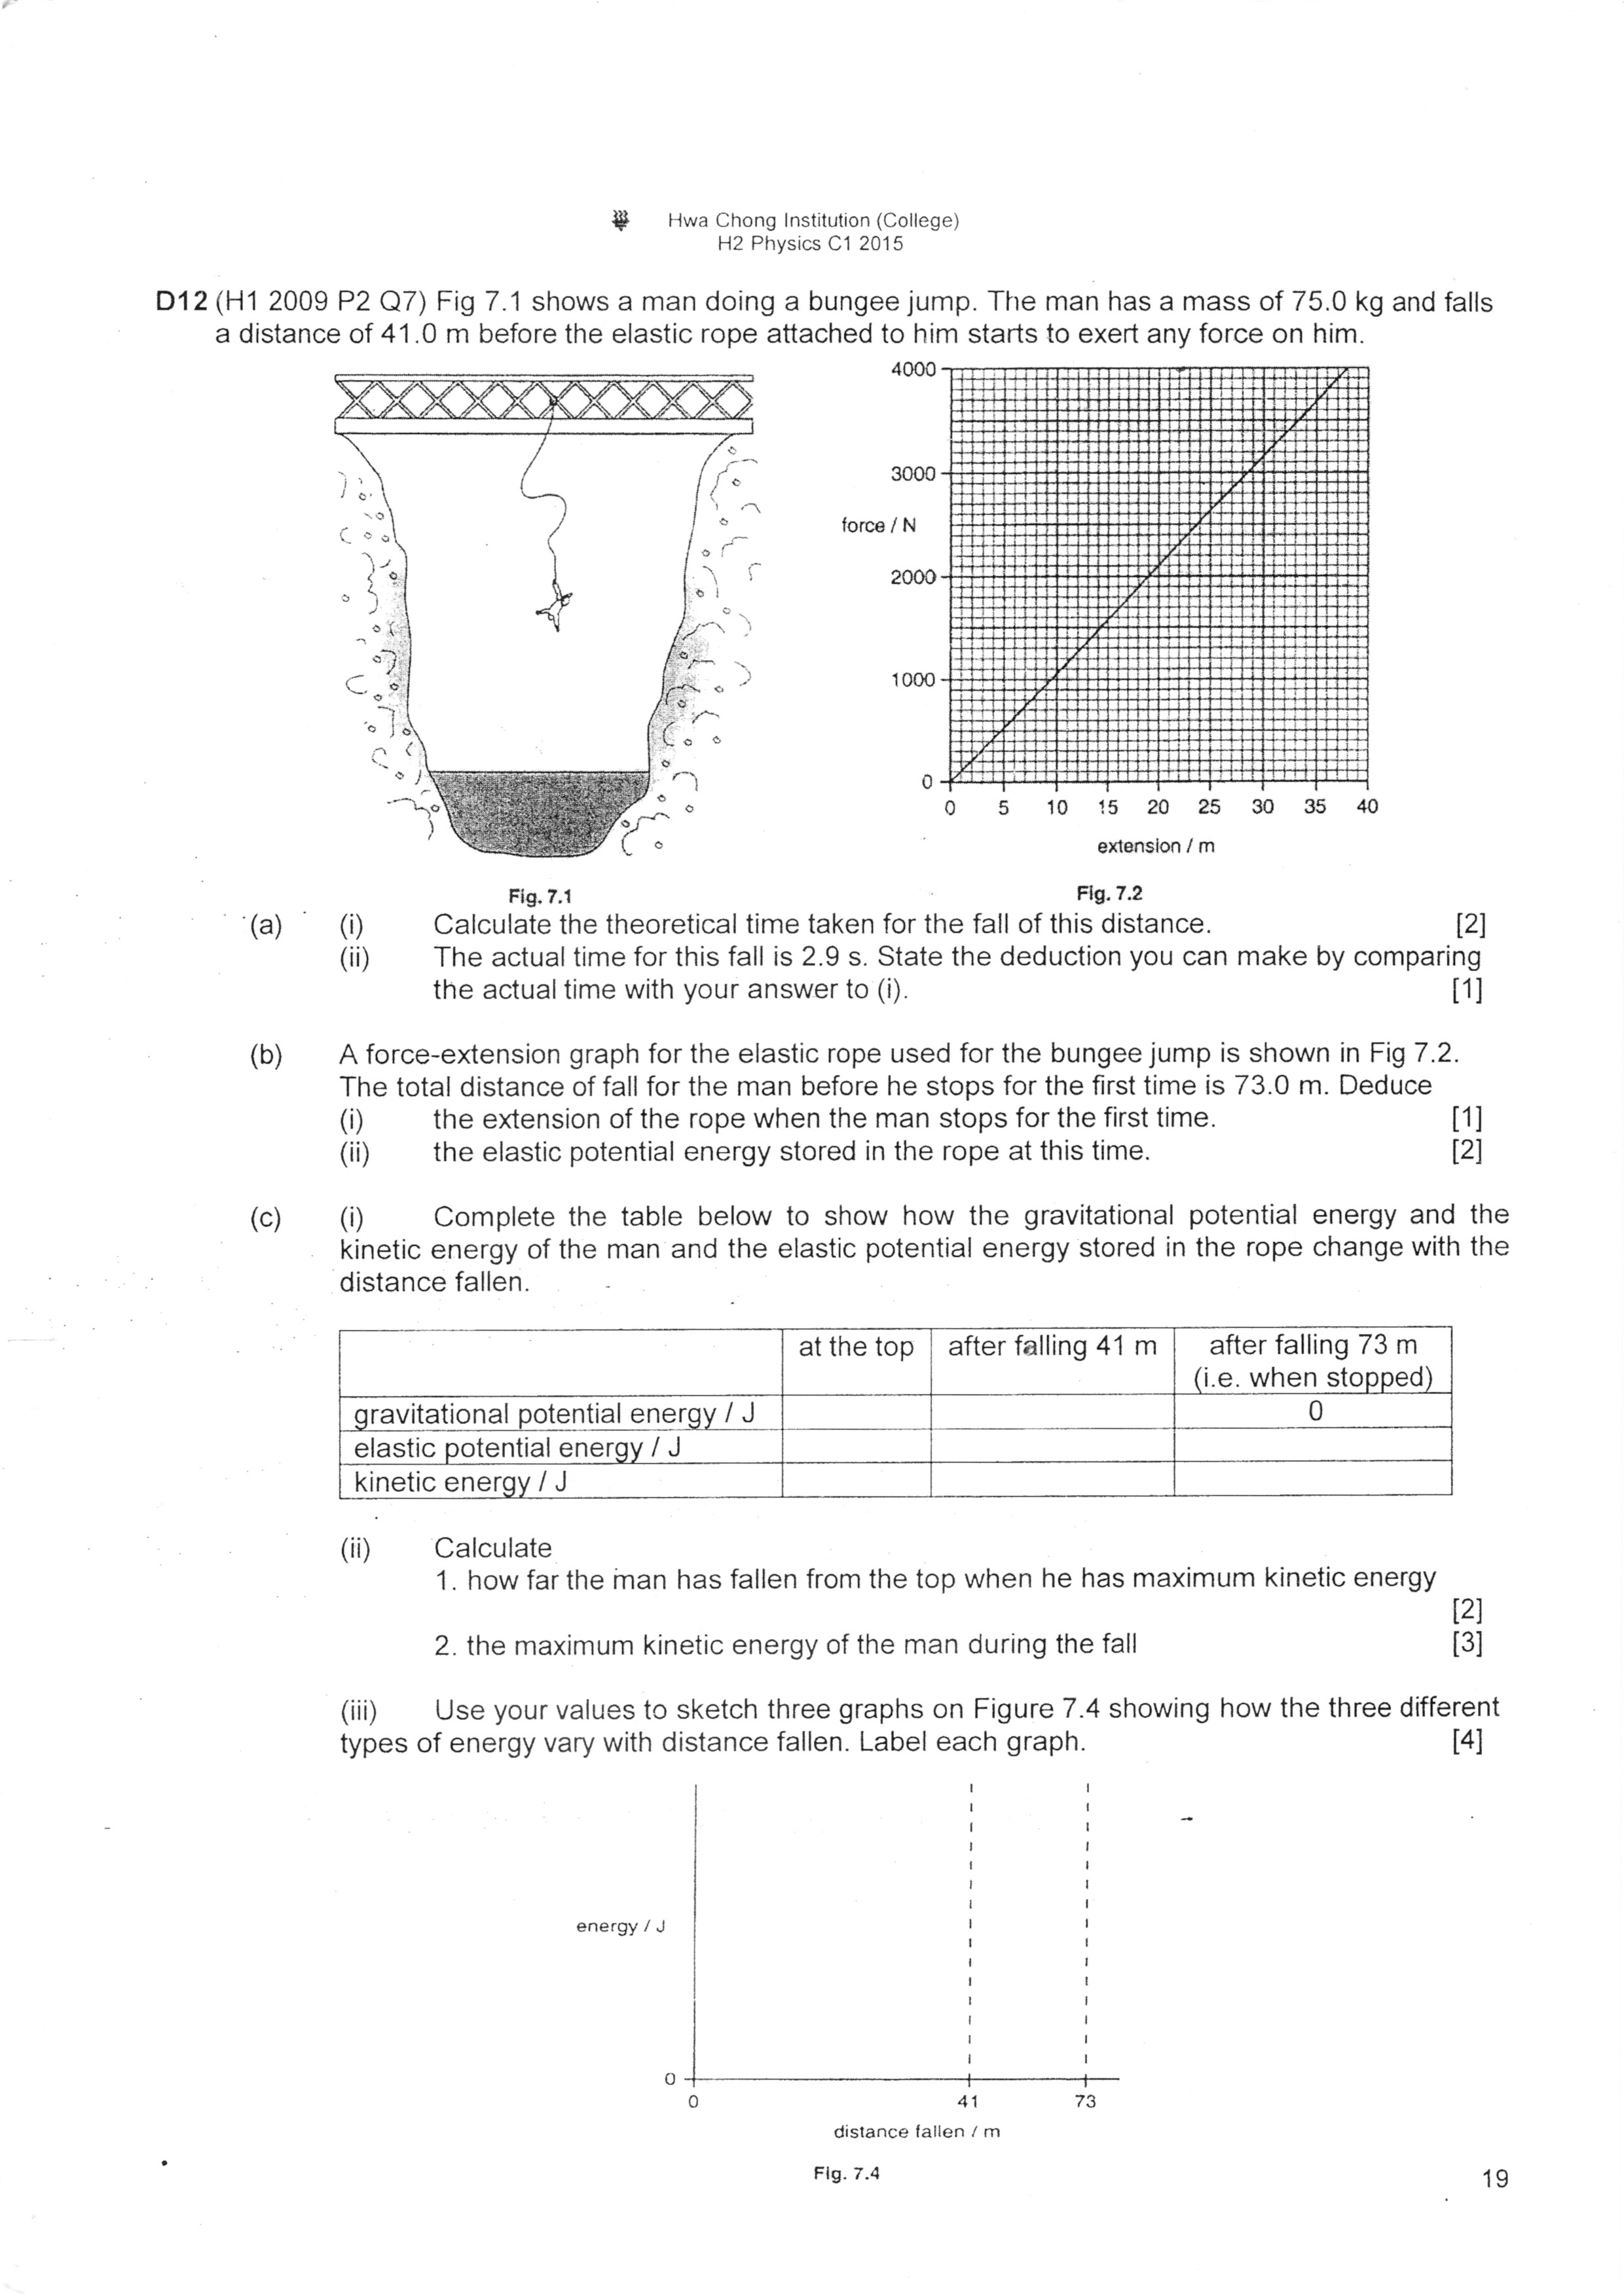 Hwa Chong Institution (College)
H2 Physics C1 2015
D12 (H1 2009 P2 Q7) Fig 7.1 shows a man doing a bungee jump. The man has a mass of 75.0 kg and falls
a distance of 41.0 m before the elastic rope attached to him starts to exert any force on him.
4000
3000
force / N
2000
1000
0
0 5 10 15 20 25 30 35 40
extension / m
Fig. 7.1
Fig. 7.2
(a) (i) Calculate the theoretical time taken for the fall of this distance. [2]
(ii) The actual time for this fall is 2.9 s. State the deduction you can make by comparing
the actual time with your answer to (i). [1]
(b) A force-extension graph for the elastic rope used for the bungee jump is shown in Fig 7.2.
The total distance of fall for the man before he stops for the first time is 73.0 m. Deduce
(i) the extension of the rope when the man stops for the first time. [1]
(ii) the elastic potential energy stored in the rope at this time. [2]
(c) (i) Complete the table below to show how the gravitational potential energy and the
kinetic energy of the man and the elastic potential energy stored in the rope change with the
distance fallen.
at the top after falling 41 m after falling 73 m
(i.e. when stopped)
gravitational potential energy / J 0
elastic potential energy / J
kinetic energy / J
(ii) Calculate
1. how far the man has fallen from the top when he has maximum kinetic energy
[2]
2. the maximum kinetic energy of the man during the fall [3]
(iii) Use your values to sketch three graphs on Figure 7.4 showing how the three different
types of energy vary with distance fallen. Label each graph. [4]
energy / J
0
0 41 73
distance fallen / m
Fig. 7.4
19